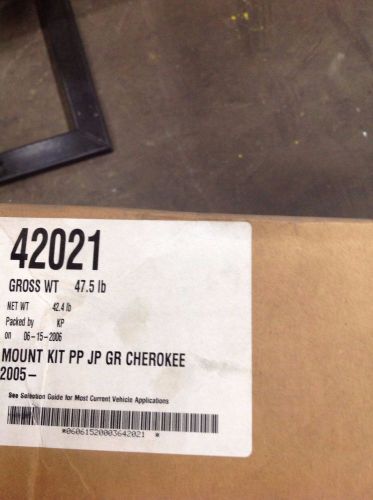 42021
GROSS WT 47.5 lb
NET WT 42.4 lb
Packed by KP
on 06-15-2006
MOUNT KIT PP JP GR CHEROKEE
2005-
See Selection Guide for Most Current Vehicle Applications
*06061520003642021 *